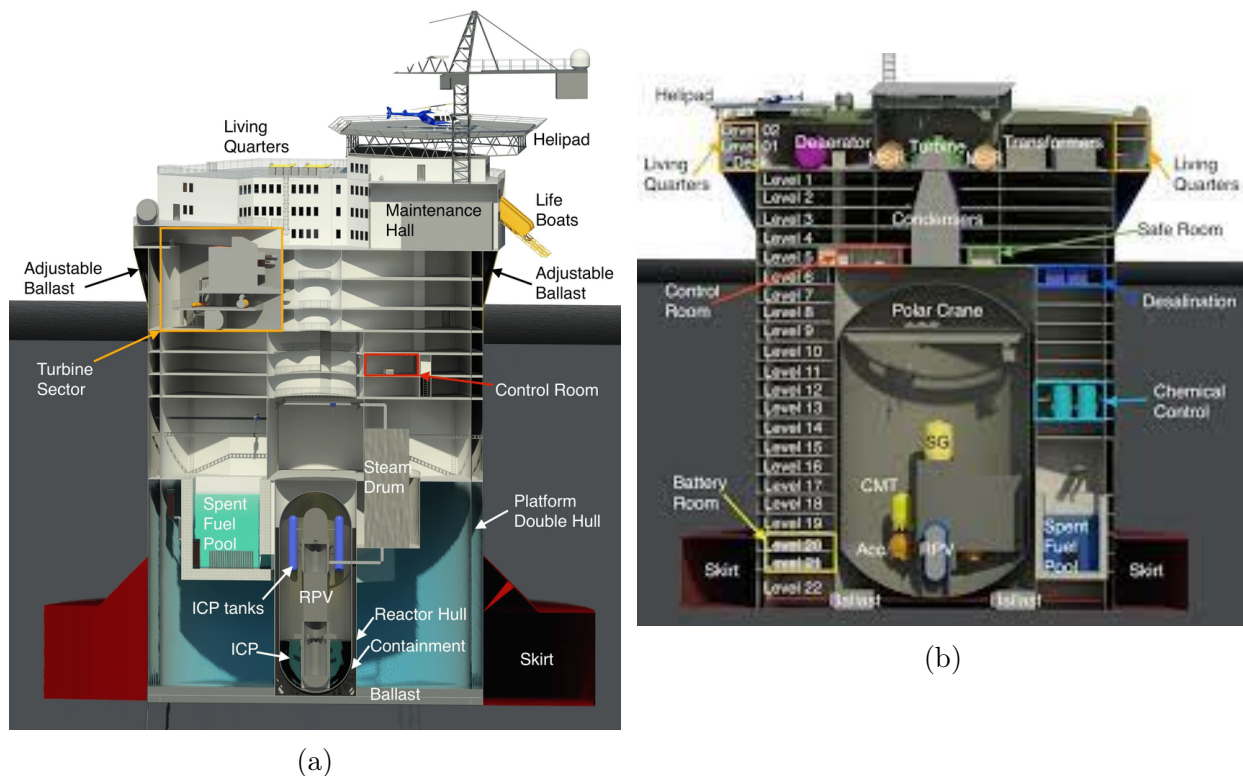 Living
Quarters
Helipad
Maintenance
Hall
Life
Boats
Adjustable
Ballast
Adjustable
Ballast
Turbine
Sector
Control Room
Steam
Drum
Spent
Fuel
Pool
Platform
Double Hull
ICP tanks
RPV
Reactor Hull
ICP
Containment
Skirt
Ballast
(a)
Helipad
Level 02
Level 01
Deck
Deaerator
MSR
Turbine
MSR
Transformers
Living
Quarters
Living
Quarters
Level 1
Level 2
Level 3
Level 4
Level 5
Level 6
Level 7
Level 8
Level 9
Level 10
Level 11
Level 12
Level 13
Level 14
Level 15
Level 16
Level 17
Level 18
Level 19
Level 20
Level 21
Level 22
Condensers
Safe Room
Control
Room
Desalination
Polar Crane
Chemical
Control
SG
CMT
Battery
Room
Acc
RPV
Spent
Fuel
Pool
Skirt
Skirt
Ballast
Ballast
(b)